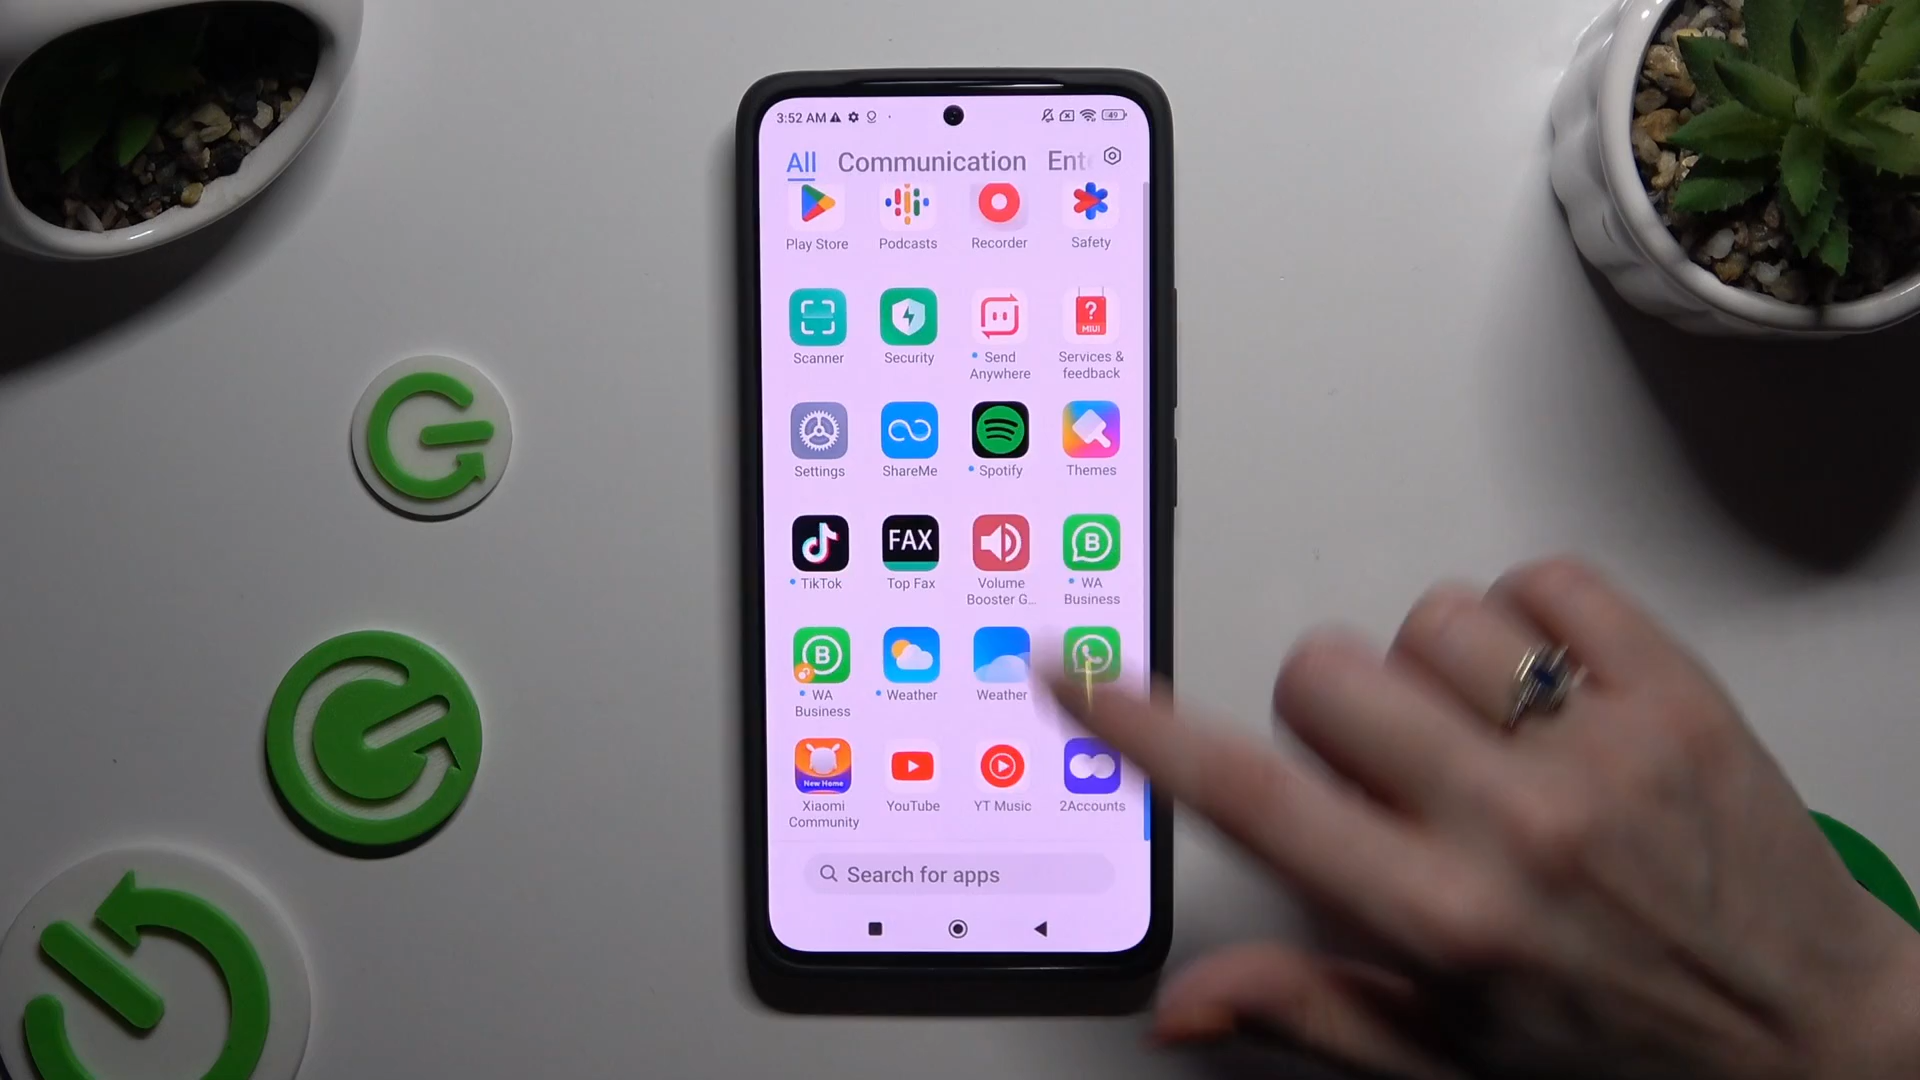 3:52 AM
49
All Communication Ent
Play Store Podcasts Recorder Safety
Scanner Security Send Anywhere Services & feedback
? MIUI
Settings ShareMe Spotify Themes
FAX
B
TikTok Top Fax Volume Booster G... WA Business
B
WA Business Weather Weather
New Home
Xiaomi Community YouTube YT Music 2Accounts
Search for apps